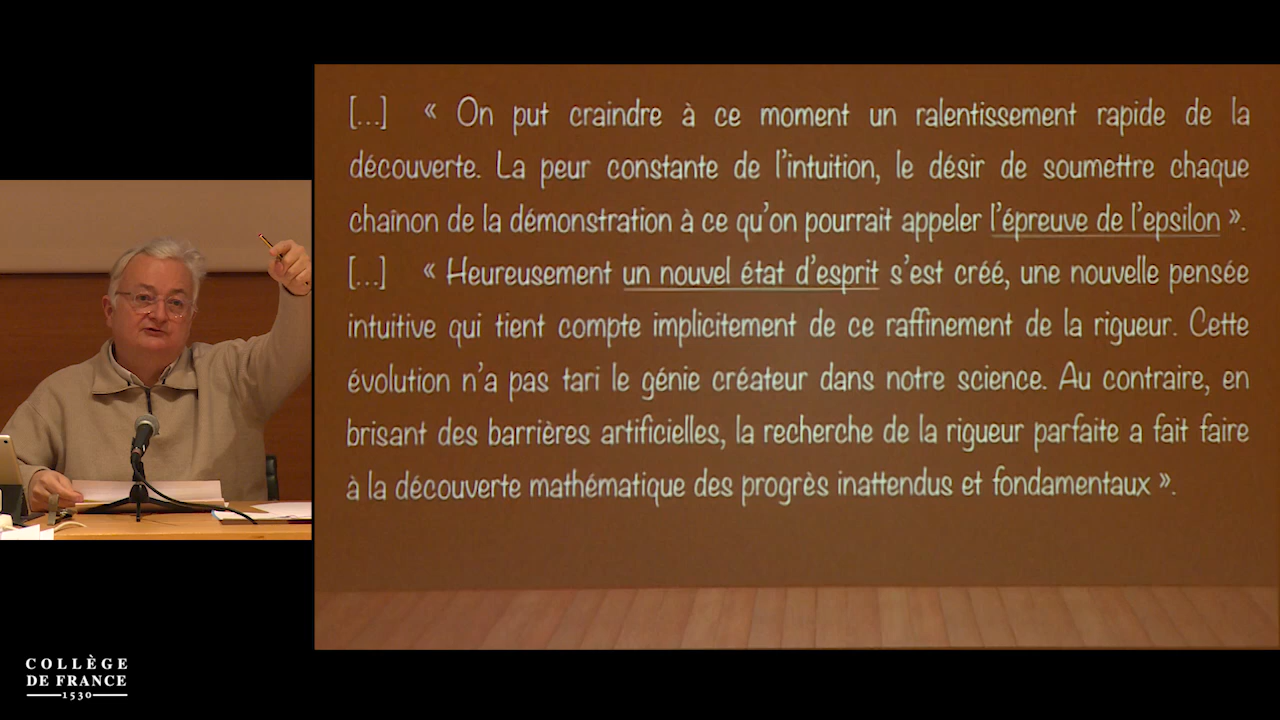 [...] « On put craindre à ce moment un ralentissement rapide de la
découverte. La peur constante de l'intuition, le désir de soumettre chaque
chaînon de la démonstration à ce qu'on pourrait appeler l'épreuve de l'epsilon ».
[...] « Heureusement un nouvel état d'esprit s'est créé, une nouvelle pensée
intuitive qui tient compte implicitement de ce raffinement de la rigueur. Cette
évolution n'a pas tari le génie créateur dans notre science. Au contraire, en
brisant des barrières artificielles, la recherche de la rigueur parfaite a fait faire
à la découverte mathématique des progrès inattendus et fondamentaux ».
COLLÈGE
DE FRANCE
1530